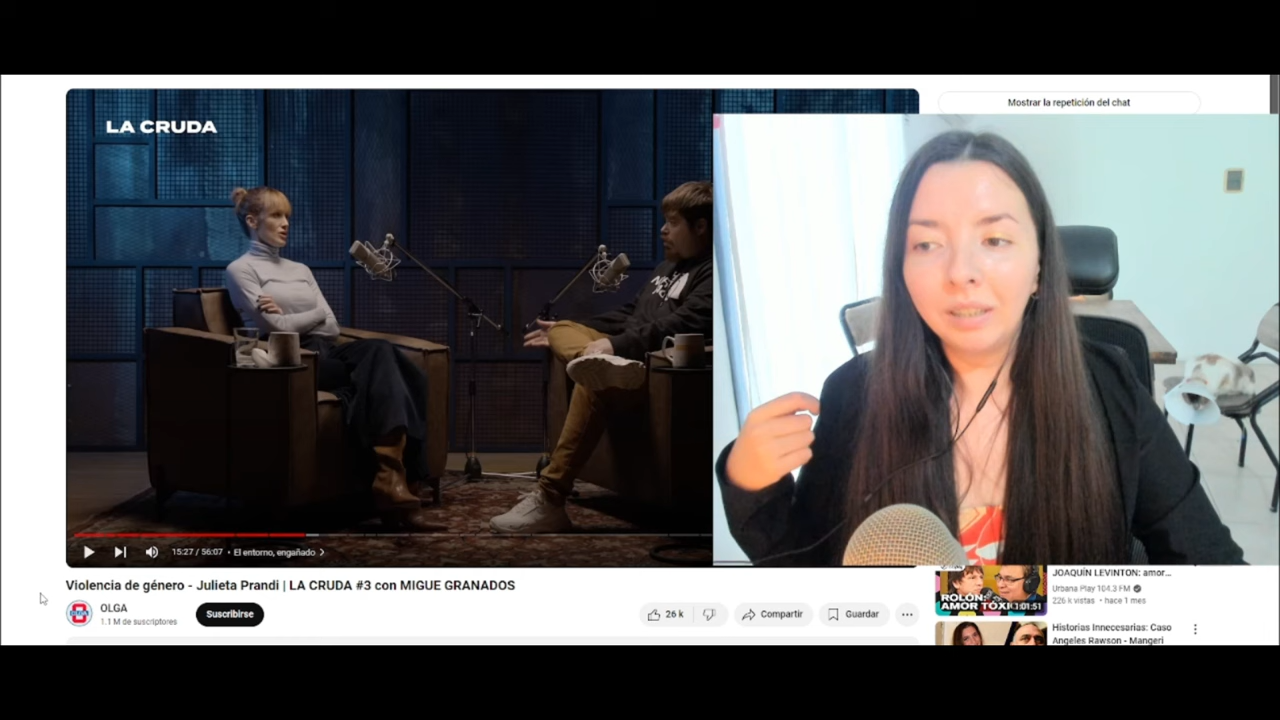 LA CRUDA
Mostrar la repetición del chat
15:27 / 56:07 • El entorno, engañado
Violencia de género - Julieta Prandi | LA CRUDA #3 con MIGUE GRANADOS
OLGA
1.1 M de suscriptores
Suscribirse
26 k
Compartir
Guardar
ROLÓN:
AMOR TÓXI
1:01:51
JOAQUÍN LEVINTON: amor...
Urbana Play 104.3 FM
226 k vistas • hace 1 mes
Historias Innecesarias: Caso
Angeles Rawson - Mangeri